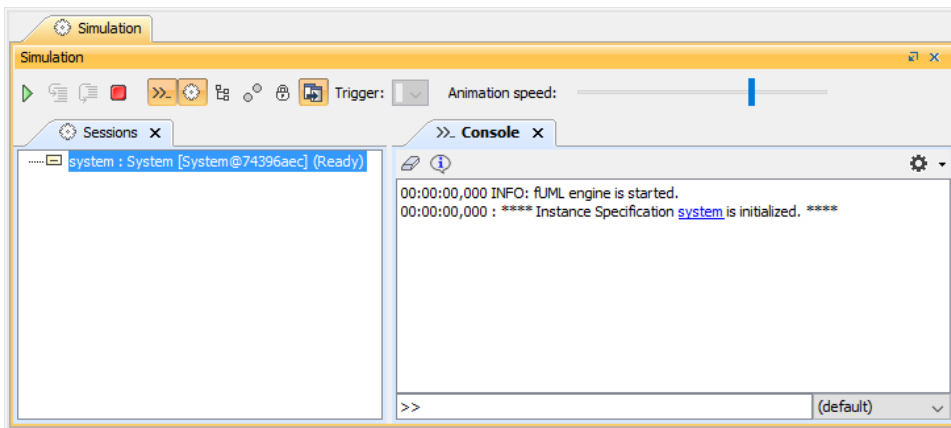 Simulation
Simulation
Trigger: Animation speed:
Sessions
>>_ Console
system : System [System@74396aec] (Ready)
00:00:00,000 INFO: fUML engine is started.
00:00:00,000 : **** Instance Specification system is initialized. ****
>>
(default)